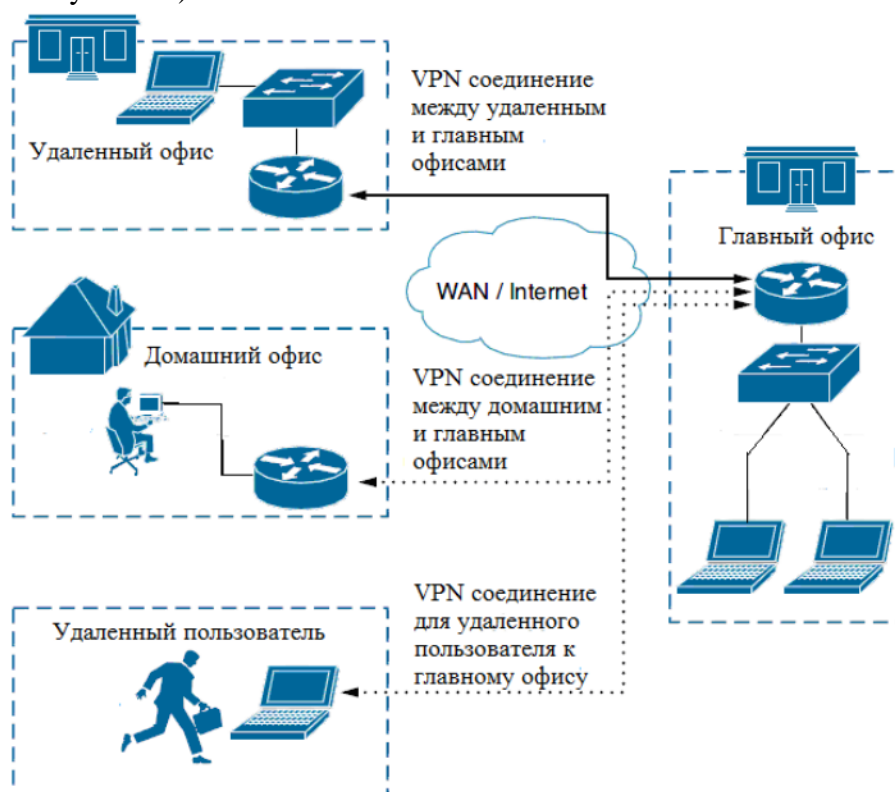 VPN соединение
между удаленным
и главным
офисами
Удаленный офис
Главный офис
WAN / Internet
Домашний офис
VPN соединение
между домашним
и главным
офисами
VPN соединение
для удаленного
пользователя к
главному офису
Удаленный пользователь